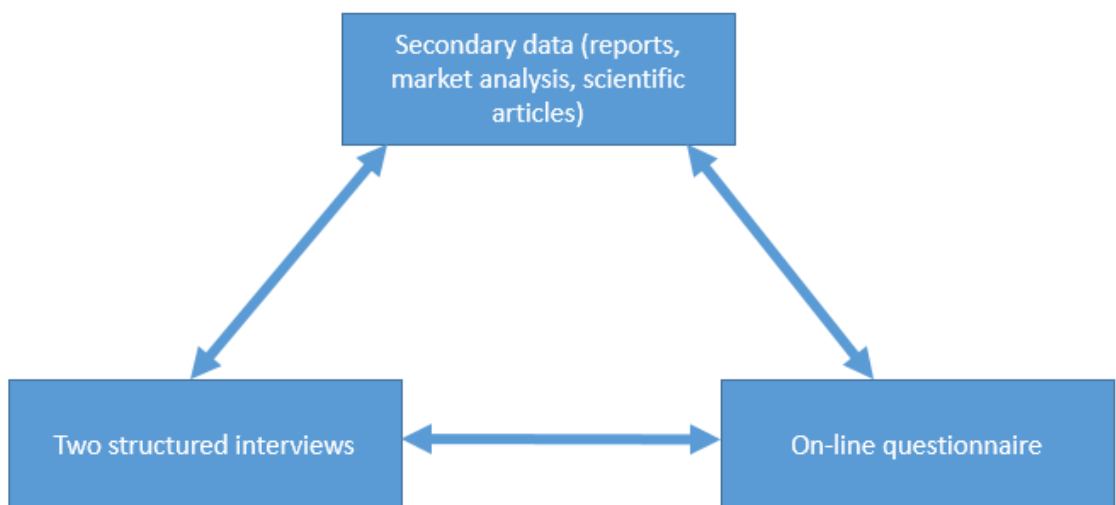 Secondary data (reports,
market analysis, scientific
articles)
Two structured interviews
On-line questionnaire